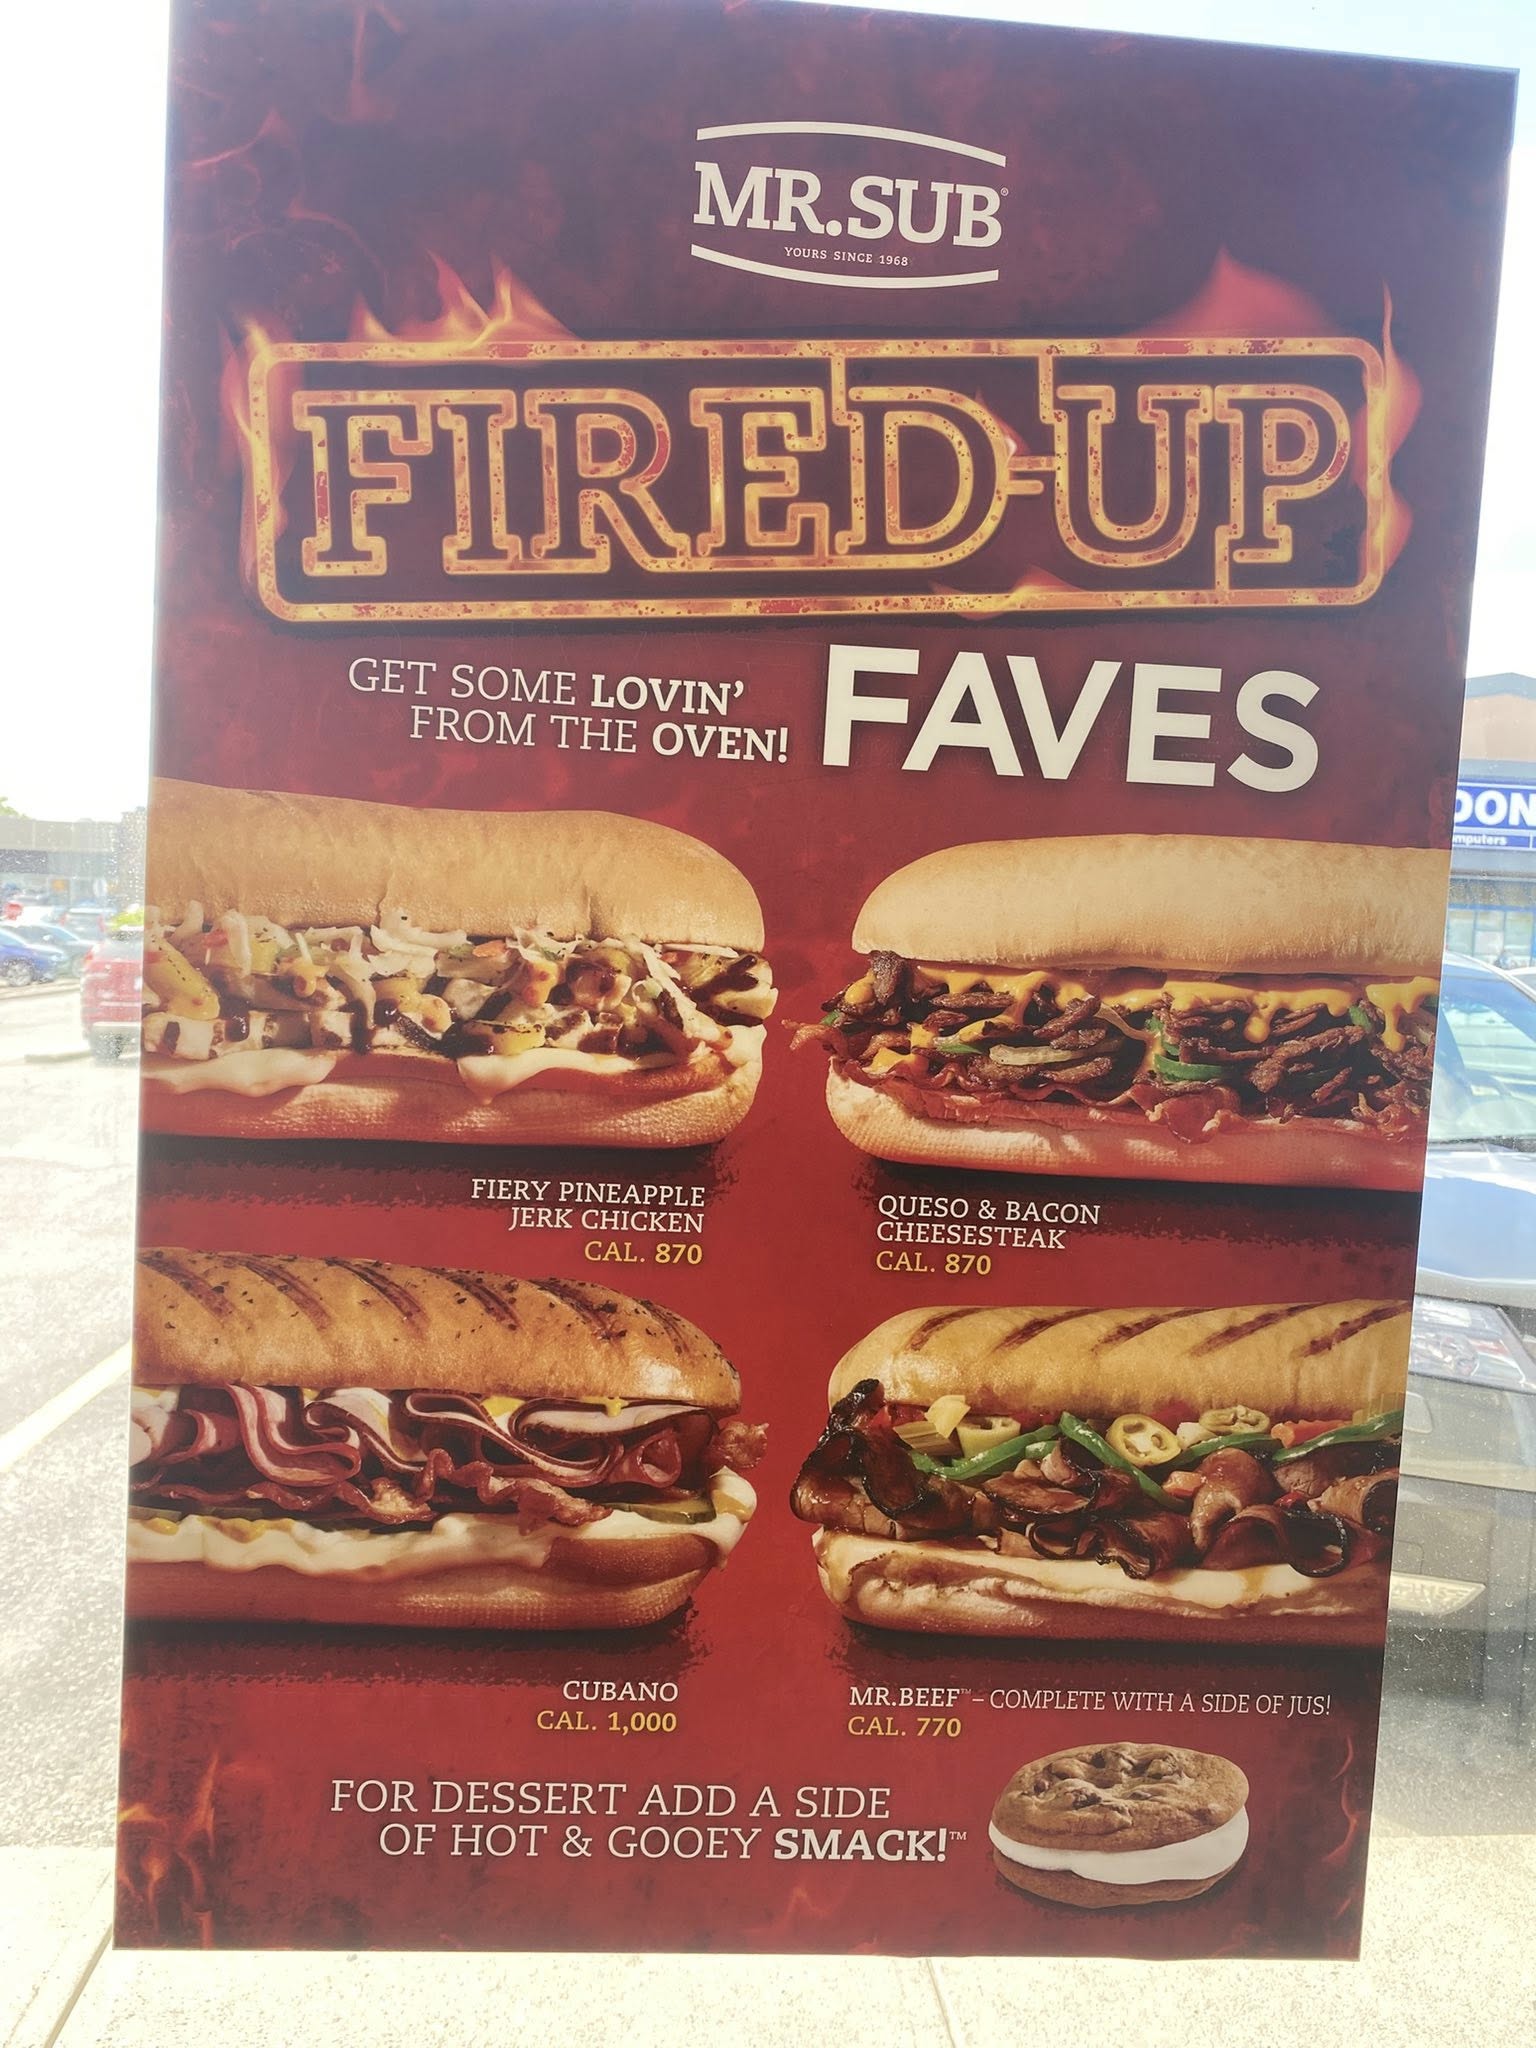 MR.SUB®
YOURS SINCE 1968
FIRED-UP
GET SOME LOVIN'
FROM THE OVEN!
FAVES
FIERY PINEAPPLE
JERK CHICKEN
CAL. 870
QUESO & BACON
CHEESESTEAK
CAL. 870
CUBANO
CAL. 1,000
MR.BEEF™ – COMPLETE WITH A SIDE OF JUS!
CAL. 770
FOR DESSERT ADD A SIDE
OF HOT & GOOEY SMACK!™